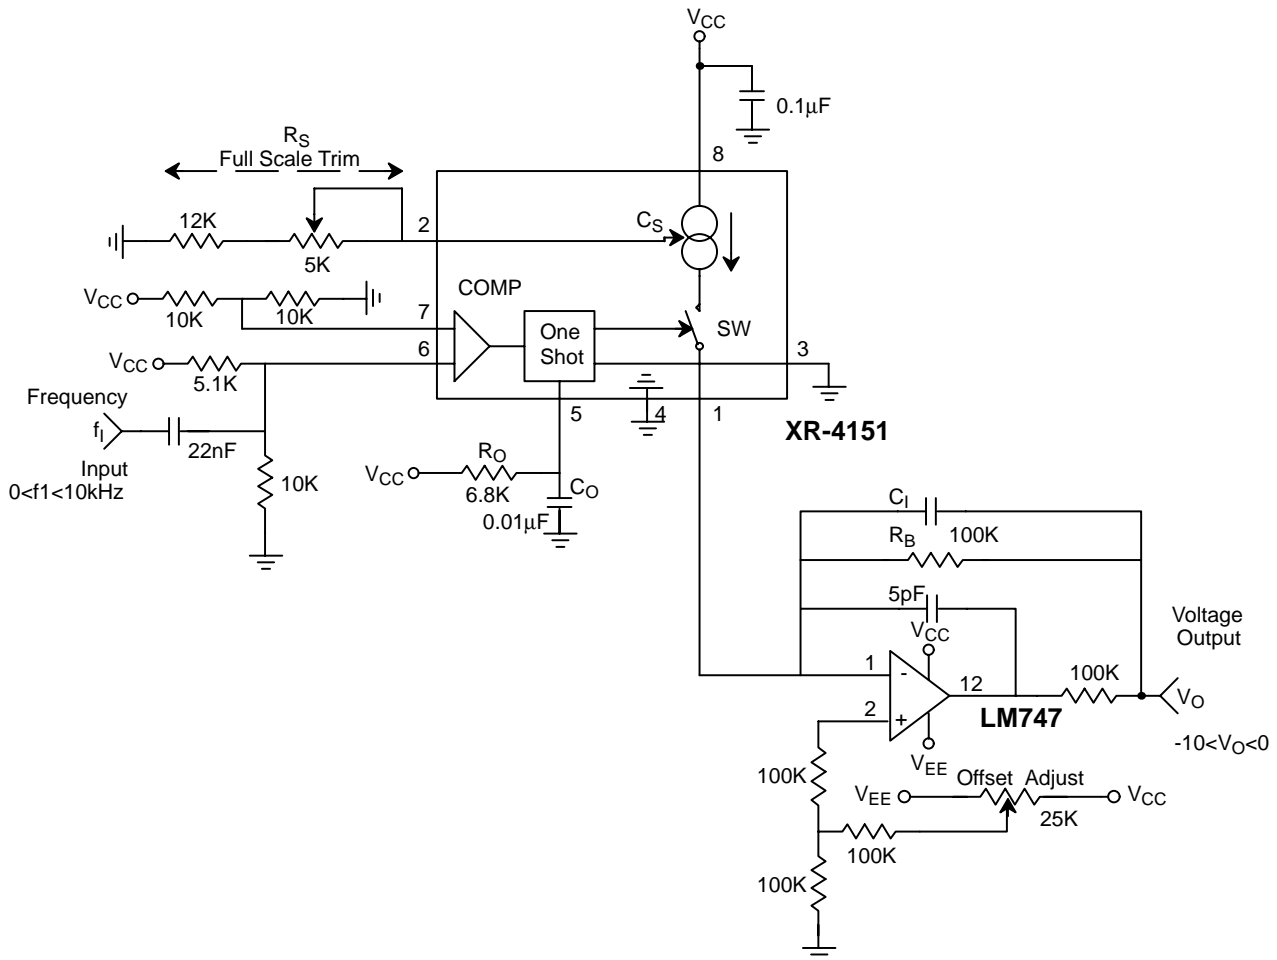 VCC
0.1μF
8
RS
Full Scale Trim
12K
5K
2
CS
VCC
10K
10K
COMP
7
One
Shot
SW
VCC
5.1K
6
3
Frequency
fI
22nF
Input
0<f1<10kHz
10K
5
4
1
XR-4151
VCC
RO
6.8K
CO
0.01μF
CI
100K
RB
5pF
VCC
1
-
2
+
12
LM747
VEE
100K
Voltage
Output
VO
-10<VO<0
100K
VEE
Offset Adjust
VCC
25K
100K
100K